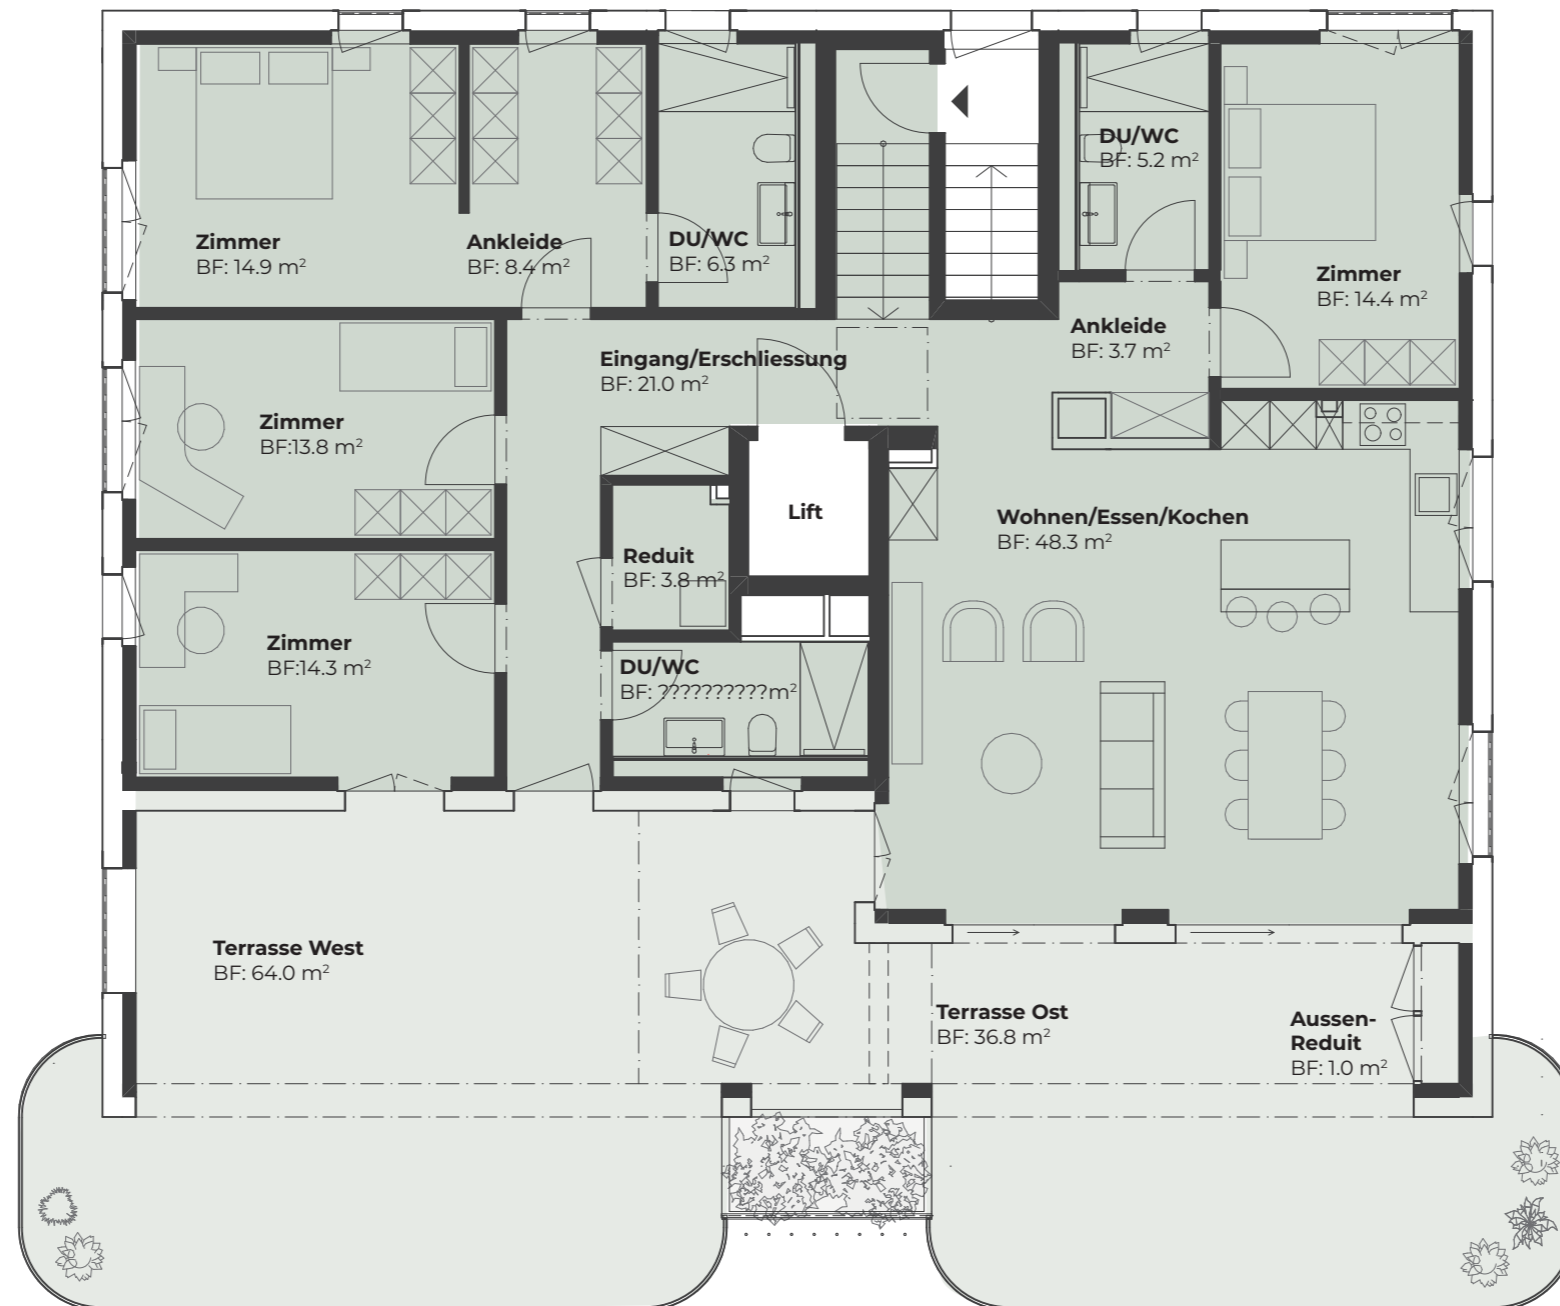 DU/WC
BF: 5.2 m²
Zimmer
BF: 14.9 m²
Ankleide
BF: 8.4 m²
DU/WC
BF: 6.3 m²
Zimmer
BF: 14.4 m²
Ankleide
BF: 3.7 m²
Eingang/Erschliessung
BF: 21.0 m²
Zimmer
BF:13.8 m²
Lift
Wohnen/Essen/Kochen
BF: 48.3 m²
Reduit
BF: 3.8 m²
Zimmer
BF:14.3 m²
DU/WC
BF: ??????????m²
Terrasse West
BF: 64.0 m²
Terrasse Ost
BF: 36.8 m²
Aussen-
Reduit
BF: 1.0 m²